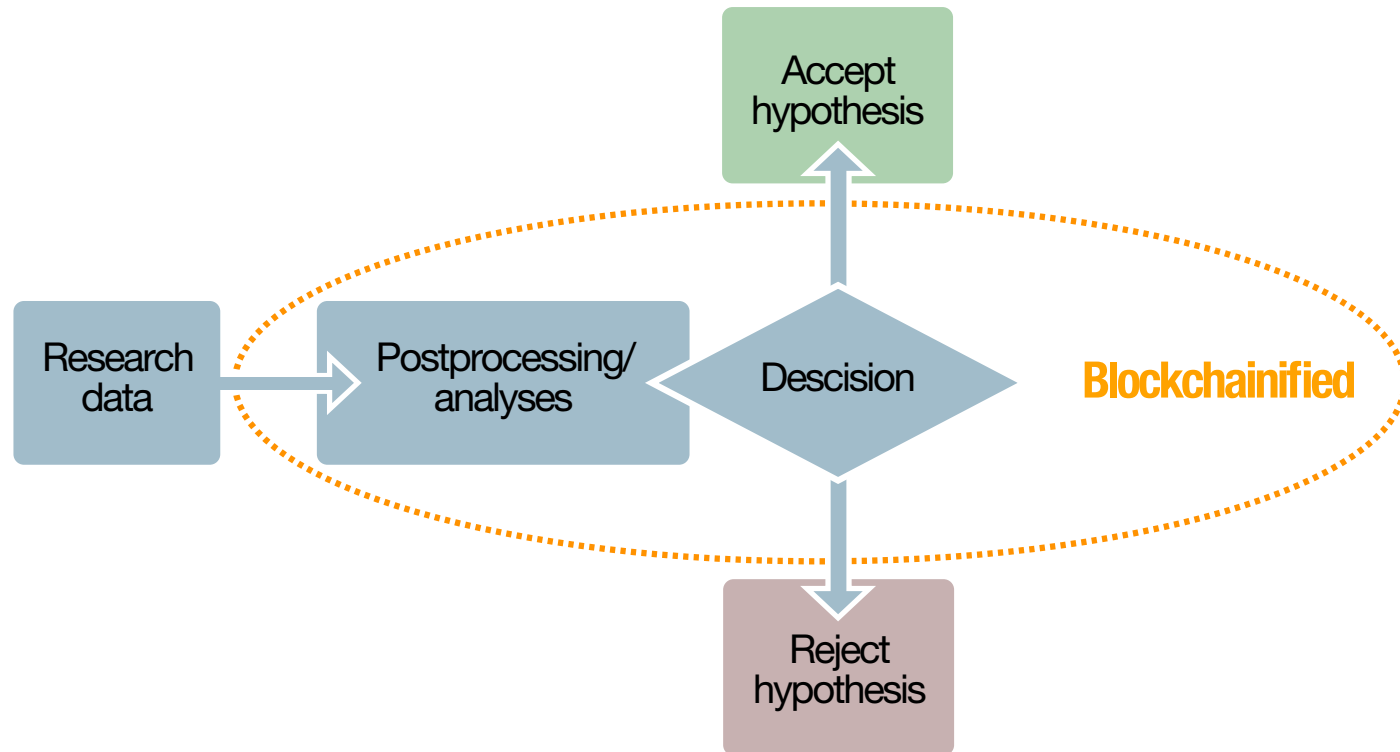 Accept
hypothesis
Research
data
Postprocessing/
analyses
Descision
Blockchainified
Reject
hypothesis